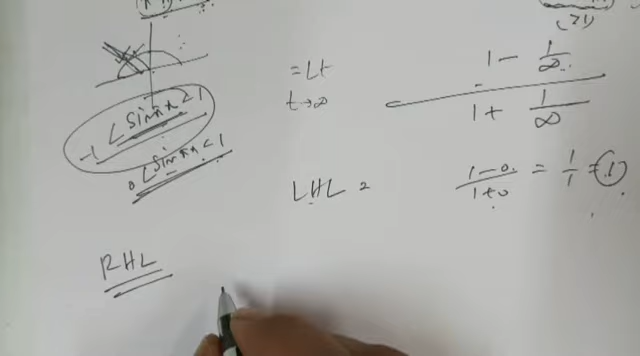 = Lt
t→∞
1 - 1/∞
1 + 1/∞
-1 < sin πx < 1
0 < sin πx < 1
LHL =
1-0/1+0 = 1/1 = 1
RHL